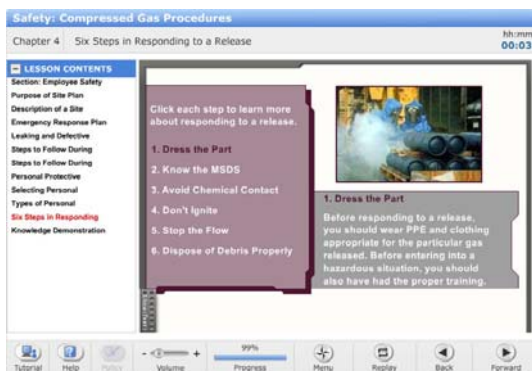 Safety: Compressed Gas Procedures
Chapter 4 Six Steps in Responding to a Release
hh:mm
00:03
LESSON CONTENTS
Section: Employee Safety
Purpose of Site Plan
Description of a Site
Emergency Response Plan
Leaking and Defective
Steps to Follow During
Steps to Follow During
Personal Protective
Selecting Personal
Types of Personal
Six Steps in Responding
Knowledge Demonstration
Click each step to learn more
about responding to a release.
1. Dress the Part
2. Know the MSDS
3. Avoid Chemical Contact
4. Don't Ignite
5. Stop the Flow
6. Dispose of Debris Properly
1. Dress the Part
Before responding to a release,
you should wear PPE and clothing
appropriate for the particular gas
released. Before entering into a
hazardous situation, you should
also have had the proper training.
99%
Tutorial Help Policy - + Volume Progress Menu Replay Back Forward